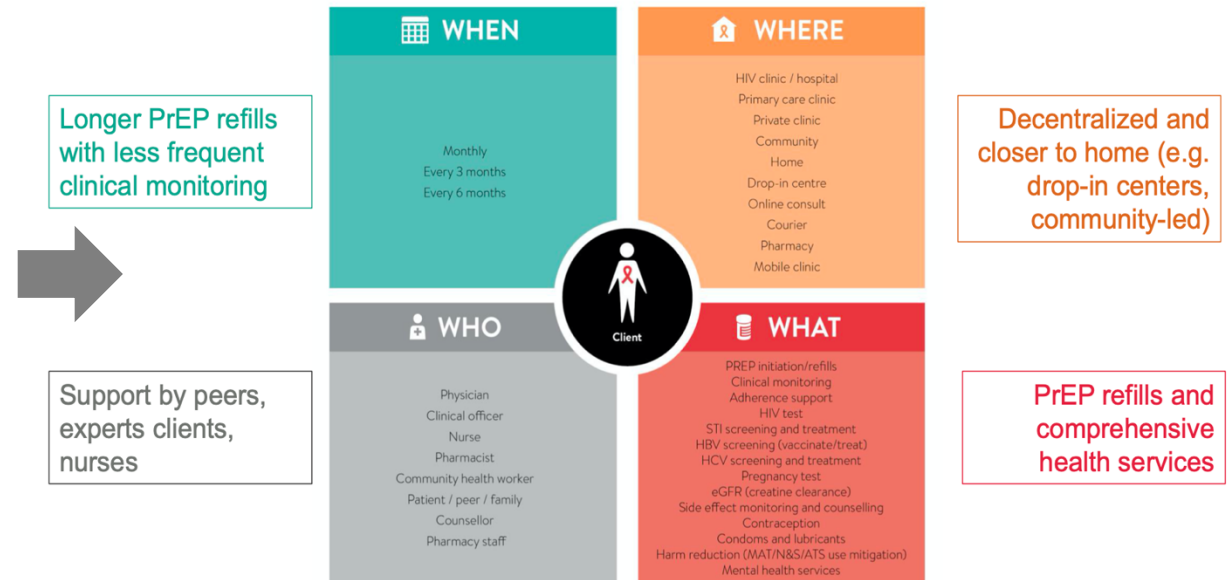 Longer PrEP refills
with less frequent
clinical monitoring
WHEN
Monthly
Every 3 months
Every 6 months
WHERE
HIV clinic / hospital
Primary care clinic
Private clinic
Community
Home
Drop-in centre
Online consult
Courier
Pharmacy
Mobile clinic
Decentralized and
closer to home (e.g.
drop-in centers,
community-led)
Client
Support by peers,
experts clients,
nurses
WHO
Physician
Clinical officer
Nurse
Pharmacist
Community health worker
Patient / peer / family
Counsellor
Pharmacy staff
WHAT
PREP initiation/refills
Clinical monitoring
Adherence support
HIV test
STI screening and treatment
HBV screening (vaccinate/treat)
HCV screening and treatment
Pregnancy test
eGFR (creatine clearance)
Side effect monitoring and counselling
Contraception
Condoms and lubricants
Harm reduction (MAT/N&S/ATS use mitigation)
Mental health services
PrEP refills and
comprehensive
health services